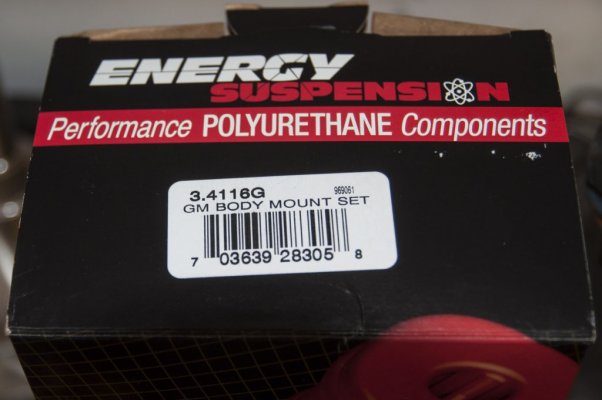 ENERGY
SUSPENSION
Performance POLYURETHANE Components
3.4116G 969061
GM BODY MOUNT SET
7 03639 28305 8